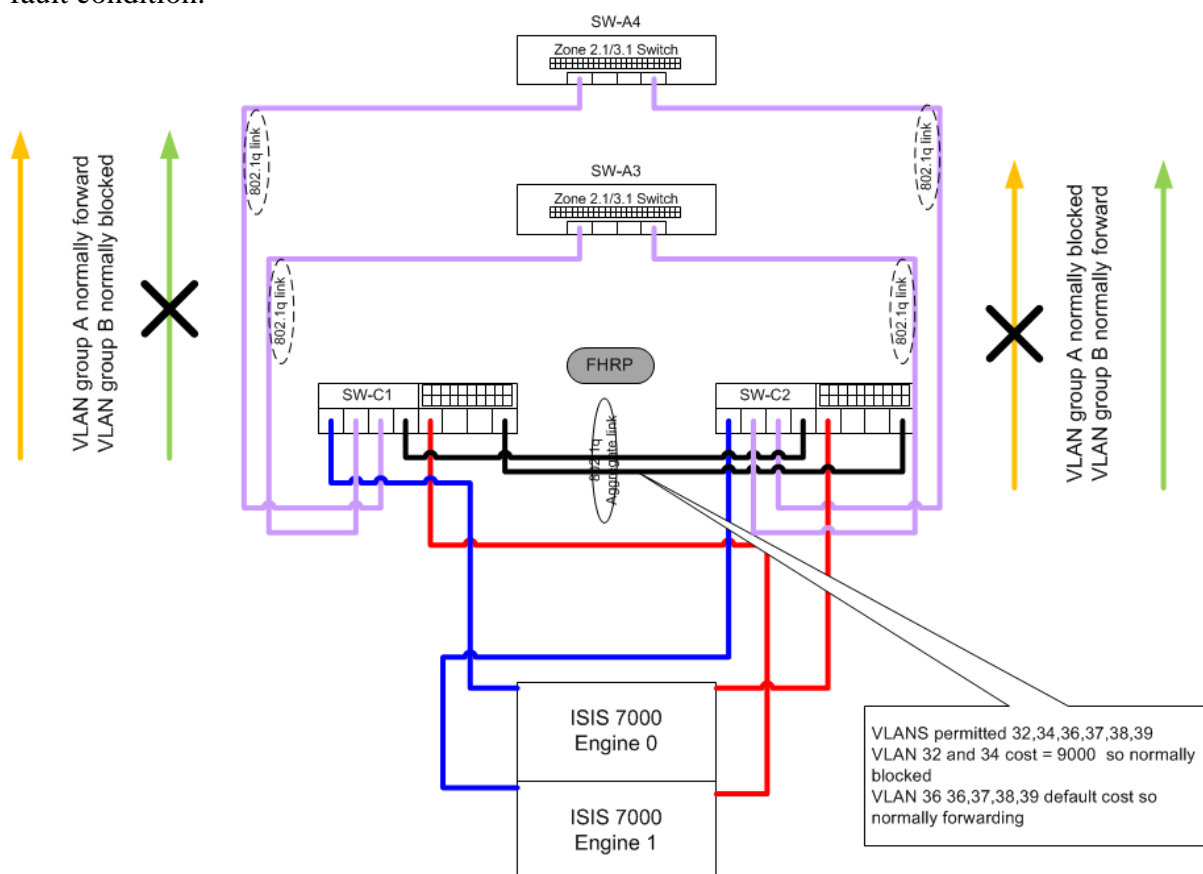 fault condition.
SW-A4
Zone 2.1/3.1 Switch
802.1q link
802.1q link
SW-A3
Zone 2.1/3.1 Switch
802.1q link
802.1q link
VLAN group A normally forward
VLAN group B normally blocked
VLAN group A normally blocked
VLAN group B normally forward
FHRP
SW-C1
SW-C2
802.1q
Aggregate link
ISIS 7000
Engine 0
ISIS 7000
Engine 1
VLANS permitted 32,34,36,37,38,39
VLAN 32 and 34 cost = 9000 so normally
blocked
VLAN 36 36,37,38,39 default cost so
normally forwarding